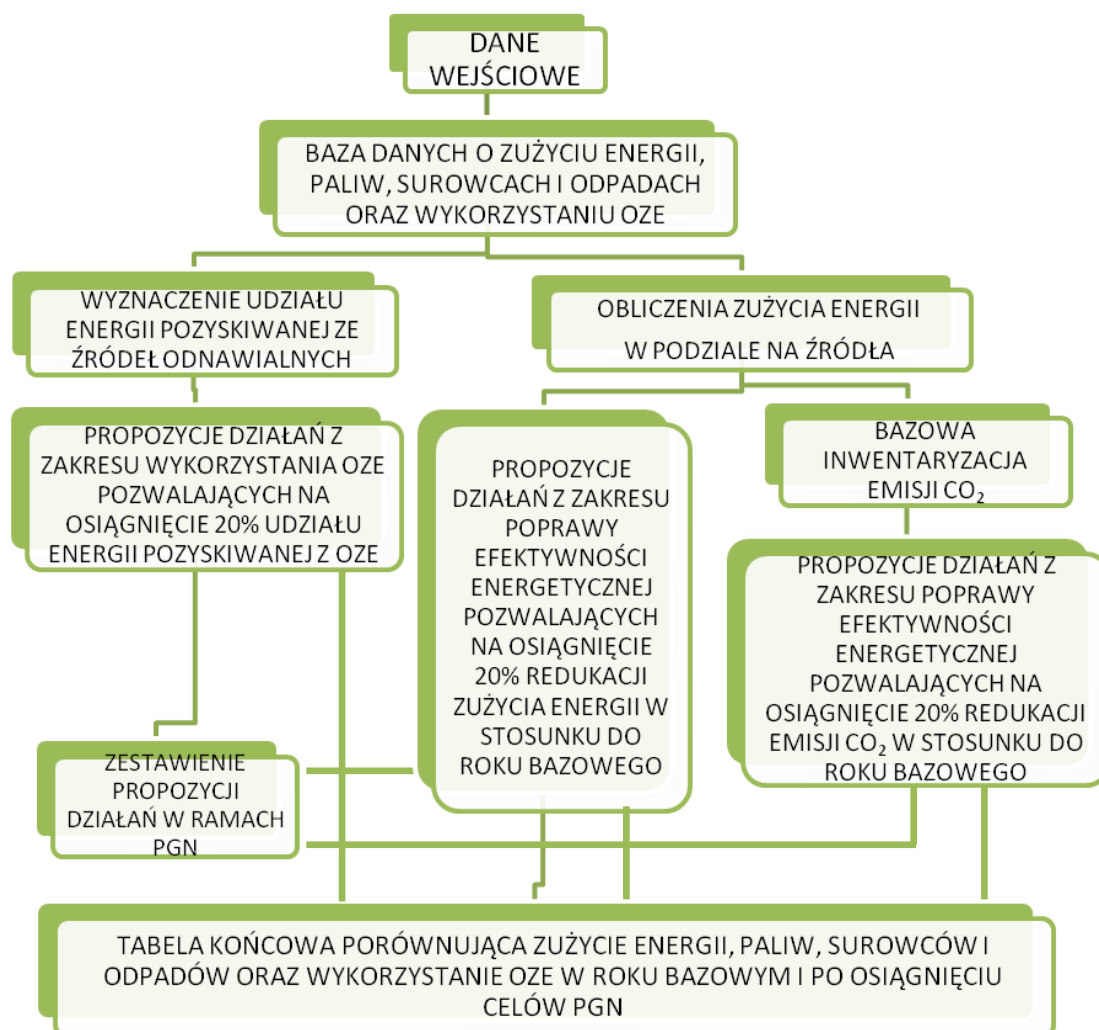 DANE
WEJŚCIOWE
BAZA DANYCH O ZUŻYCIU ENERGII,
PALIW, SUROWCACH I ODPADACH
ORAZ WYKORZYSTANIU OZE
WYZNACZENIE UDZIAŁU
ENERGII POZYSKIWANEJ ZE
ŹRÓDEŁ ODNAWIALNYCH
OBLICZENIA ZUŻYCIA ENERGII
W PODZIALE NA ŹRÓDŁA
PROPOZYCJE DZIAŁAŃ Z
ZAKRESU WYKORZYSTANIA OZE
POZWALAJĄCYCH NA
OSIĄGNIĘCIE 20% UDZIAŁU
ENERGII POZYSKIWANEJ Z OZE
PROPOZYCJE
DZIAŁAŃ Z ZAKRESU
POPRAWY
EFEKTYWNOŚCI
ENERGETYCZNEJ
POZWALAJĄCYCH
NA OSIĄGNIĘCIE
20% REDUKACJI
ZUŻYCIA ENERGII W
STOSUNKU DO
ROKU BAZOWEGO
BAZOWA
INWENTARYZACJA
EMISJI CO₂
PROPOZYCJE DZIAŁAŃ Z
ZAKRESU POPRAWY
EFEKTYWNOŚCI
ENERGETYCZNEJ
POZWALAJĄCYCH NA
OSIĄGNIĘCIE 20% REDUKACJI
EMISJI CO₂ W STOSUNKU DO
ROKU BAZOWEGO
ZESTAWIENIE
PROPOZYCJI
DZIAŁAŃ W RAMACH
PGN
TABELA KOŃCOWA PORÓWNUJĄCA ZUŻYCIE ENERGII, PALIW, SUROWCÓW I
ODPADÓW ORAZ WYKORZYSTANIE OZE W ROKU BAZOWYM I PO OSIĄGNIĘCIU
CELÓW PGN